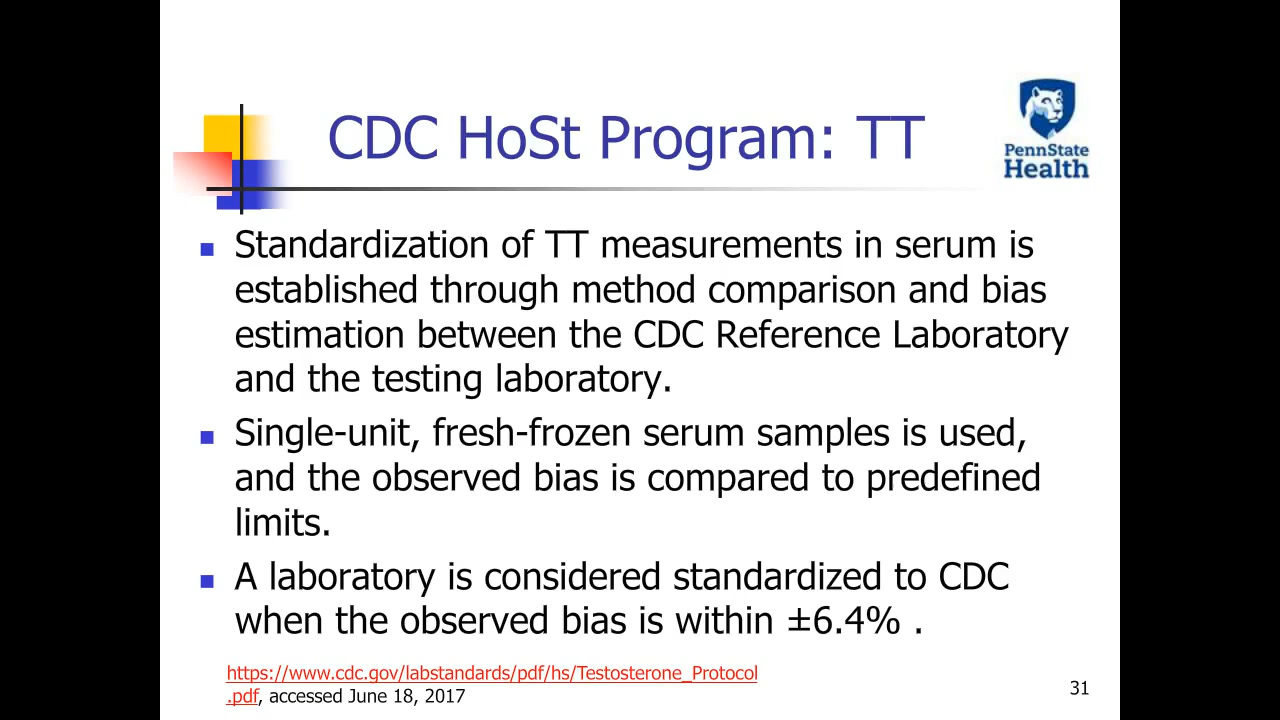 CDC HoSt Program: TT
PennState
Health
Standardization of TT measurements in serum is
established through method comparison and bias
estimation between the CDC Reference Laboratory
and the testing laboratory.
Single-unit, fresh-frozen serum samples is used,
and the observed bias is compared to predefined
limits.
A laboratory is considered standardized to CDC
when the observed bias is within ±6.4% .
https://www.cdc.gov/labstandards/pdf/hs/Testosterone_Protocol
.pdf, accessed June 18, 2017
31